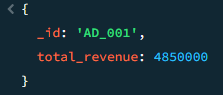 {
_id: 'AD_001',
total_revenue: 4850000
}